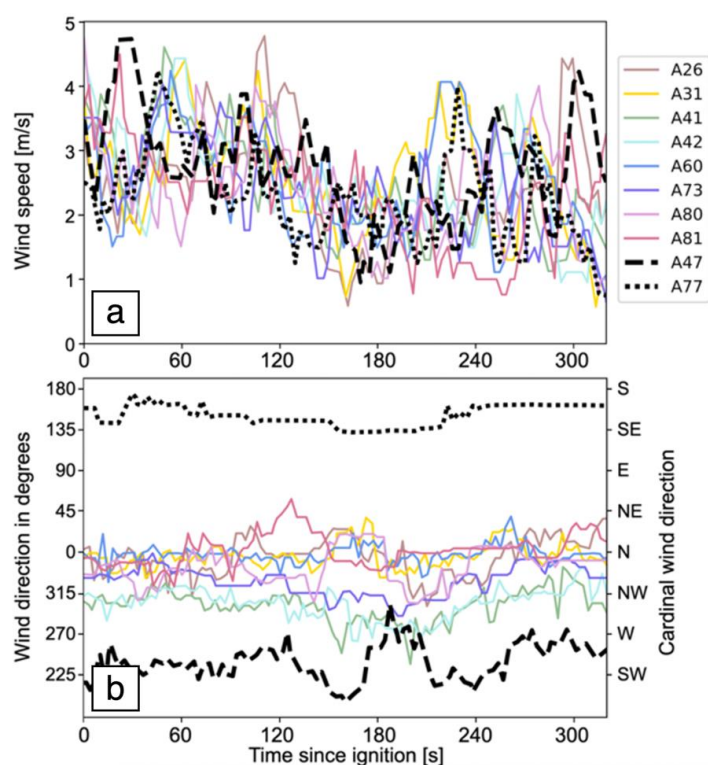 5
4
3
2
1
0
Wind speed [m/s]
a
0 60 120 180 240 300
A26
A31
A41
A42
A60
A73
A80
A81
A47
A77
180
135
90
45
0
315
270
225
Wind direction in degrees
S
SE
E
NE
N
NW
W
SW
Cardinal wind direction
b
0 60 120 180 240 300
Time since ignition [s]